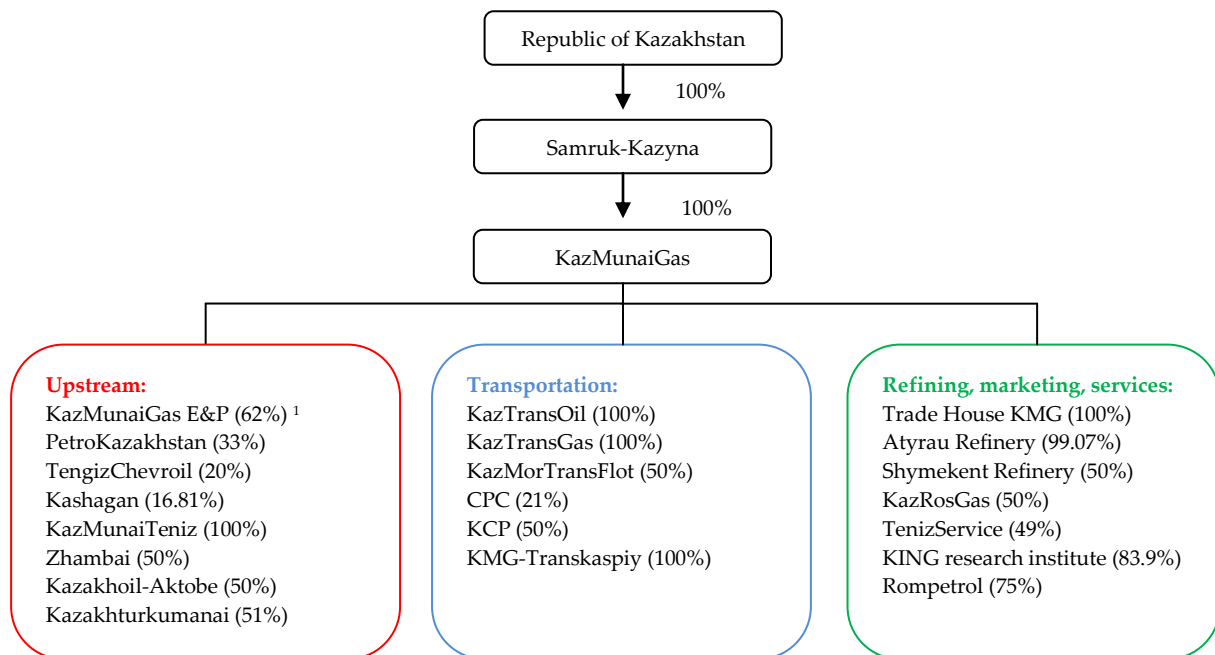 Republic of Kazakhstan
100%
Samruk-Kazyna
100%
KazMunaiGas
Upstream:
KazMunaiGas E&P (62%) ¹
PetroKazakhstan (33%)
TengizChevroil (20%)
Kashagan (16.81%)
KazMunaiTeniz (100%)
Zhambai (50%)
Kazakhoil-Aktobe (50%)
Kazakhturkumanai (51%)
Transportation:
KazTransOil (100%)
KazTransGas (100%)
KazMorTransFlot (50%)
CPC (21%)
KCP (50%)
KMG-Transkaspiy (100%)
Refining, marketing, services:
Trade House KMG (100%)
Atyrau Refinery (99.07%)
Shymekent Refinery (50%)
KazRosGas (50%)
TenizService (49%)
KING research institute (83.9%)
Rompetrol (75%)